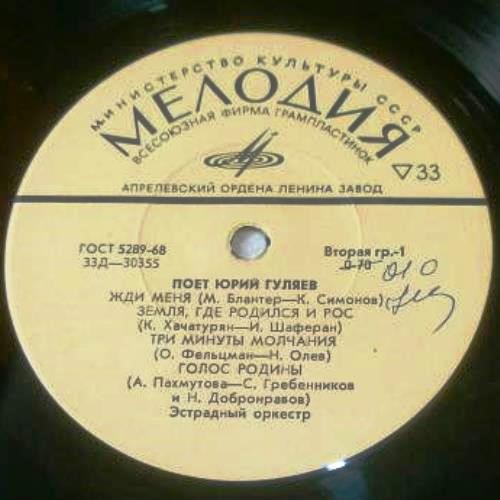 МИНИСТЕРСТВО КУЛЬТУРЫ СССР
МЕЛОДИЯ
ВСЕСОЮЗНАЯ ФИРМА ГРАМПЛАСТИНОК
▽33
АПРЕЛЕВСКИЙ ОРДЕНА ЛЕНИНА ЗАВОД
ГОСТ 5289-68
Вторая гр.-1
33Д—30355
0-70
010
ПОЕТ ЮРИЙ ГУЛЯЕВ
ЖДИ МЕНЯ (М. Блантер—К. Симонов)
ЗЕМЛЯ, ГДЕ РОДИЛСЯ И РОС
(К. Хачатурян—И. Шаферан)
ТРИ МИНУТЫ МОЛЧАНИЯ
(О. Фельцман—Н. Олев)
ГОЛОС РОДИНЫ
(А. Пахмутова—С. Гребенников
и Н. Добронравов)
Эстрадный оркестр